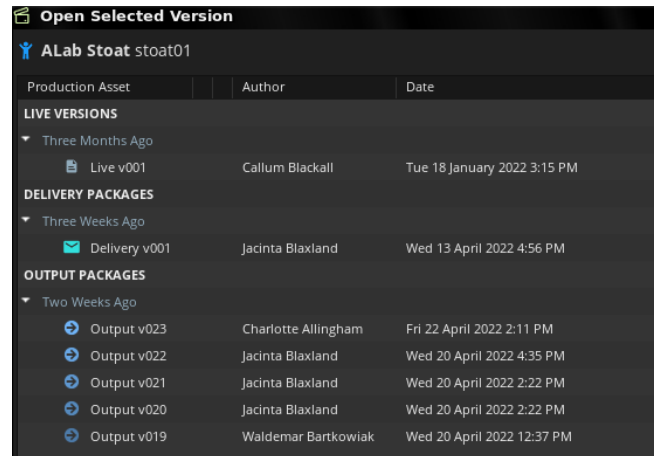 Open Selected Version
ALab Stoat stoat01
Production Asset Author Date
LIVE VERSIONS
Three Months Ago
Live v001 Callum Blackall Tue 18 January 2022 3:15 PM
DELIVERY PACKAGES
Three Weeks Ago
Delivery v001 Jacinta Blaxland Wed 13 April 2022 4:56 PM
OUTPUT PACKAGES
Two Weeks Ago
Output v023 Charlotte Allingham Fri 22 April 2022 2:11 PM
Output v022 Jacinta Blaxland Wed 20 April 2022 4:35 PM
Output v021 Jacinta Blaxland Wed 20 April 2022 2:22 PM
Output v020 Jacinta Blaxland Wed 20 April 2022 2:22 PM
Output v019 Waldemar Bartkowiak Wed 20 April 2022 12:37 PM